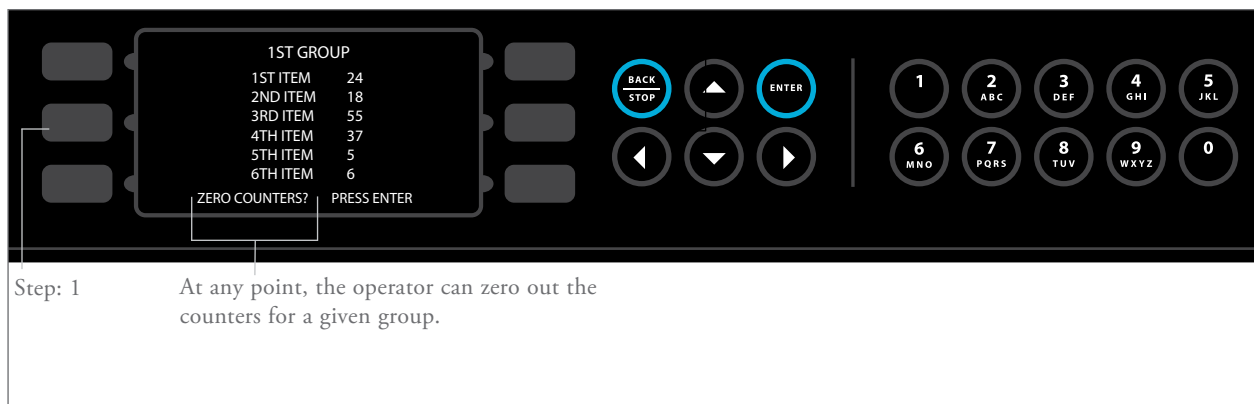 1ST GROUP
1ST ITEM 24
2ND ITEM 18
3RD ITEM 55
4TH ITEM 37
5TH ITEM 5
6TH ITEM 6
ZERO COUNTERS? PRESS ENTER
BACK
STOP
ENTER
1
2
ABC
3
DEF
4
GHI
5
JKL
6
MNO
7
PQRS
8
TUV
9
WXYZ
0
Step: 1
At any point, the operator can zero out the
counters for a given group.